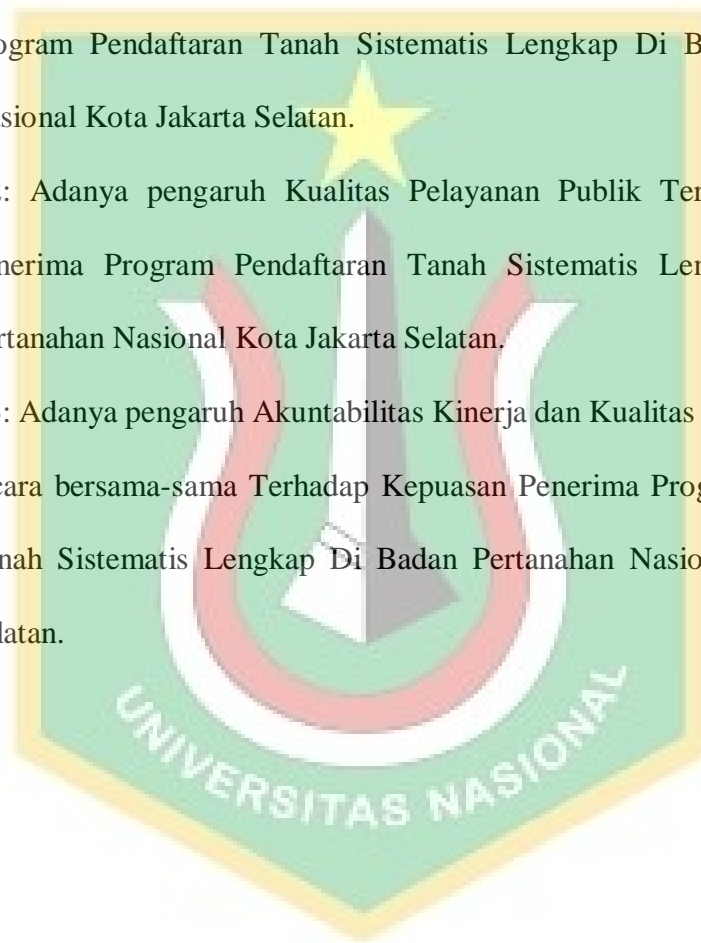 ogram Pendaftaran Tanah Sistematis Lengkap Di B
asional Kota Jakarta Selatan.
: Adanya pengaruh Kualitas Pelayanan Publik Ter
nerima Program Pendaftaran Tanah Sistematis Len
rtanahan Nasional Kota Jakarta Selatan.
: Adanya pengaruh Akuntabilitas Kinerja dan Kualitas
cara bersama-sama Terhadap Kepuasan Penerima Prog
nah Sistematis Lengkap Di Badan Pertanahan Nasio
latan.
UNIVERSITAS NASIONAL